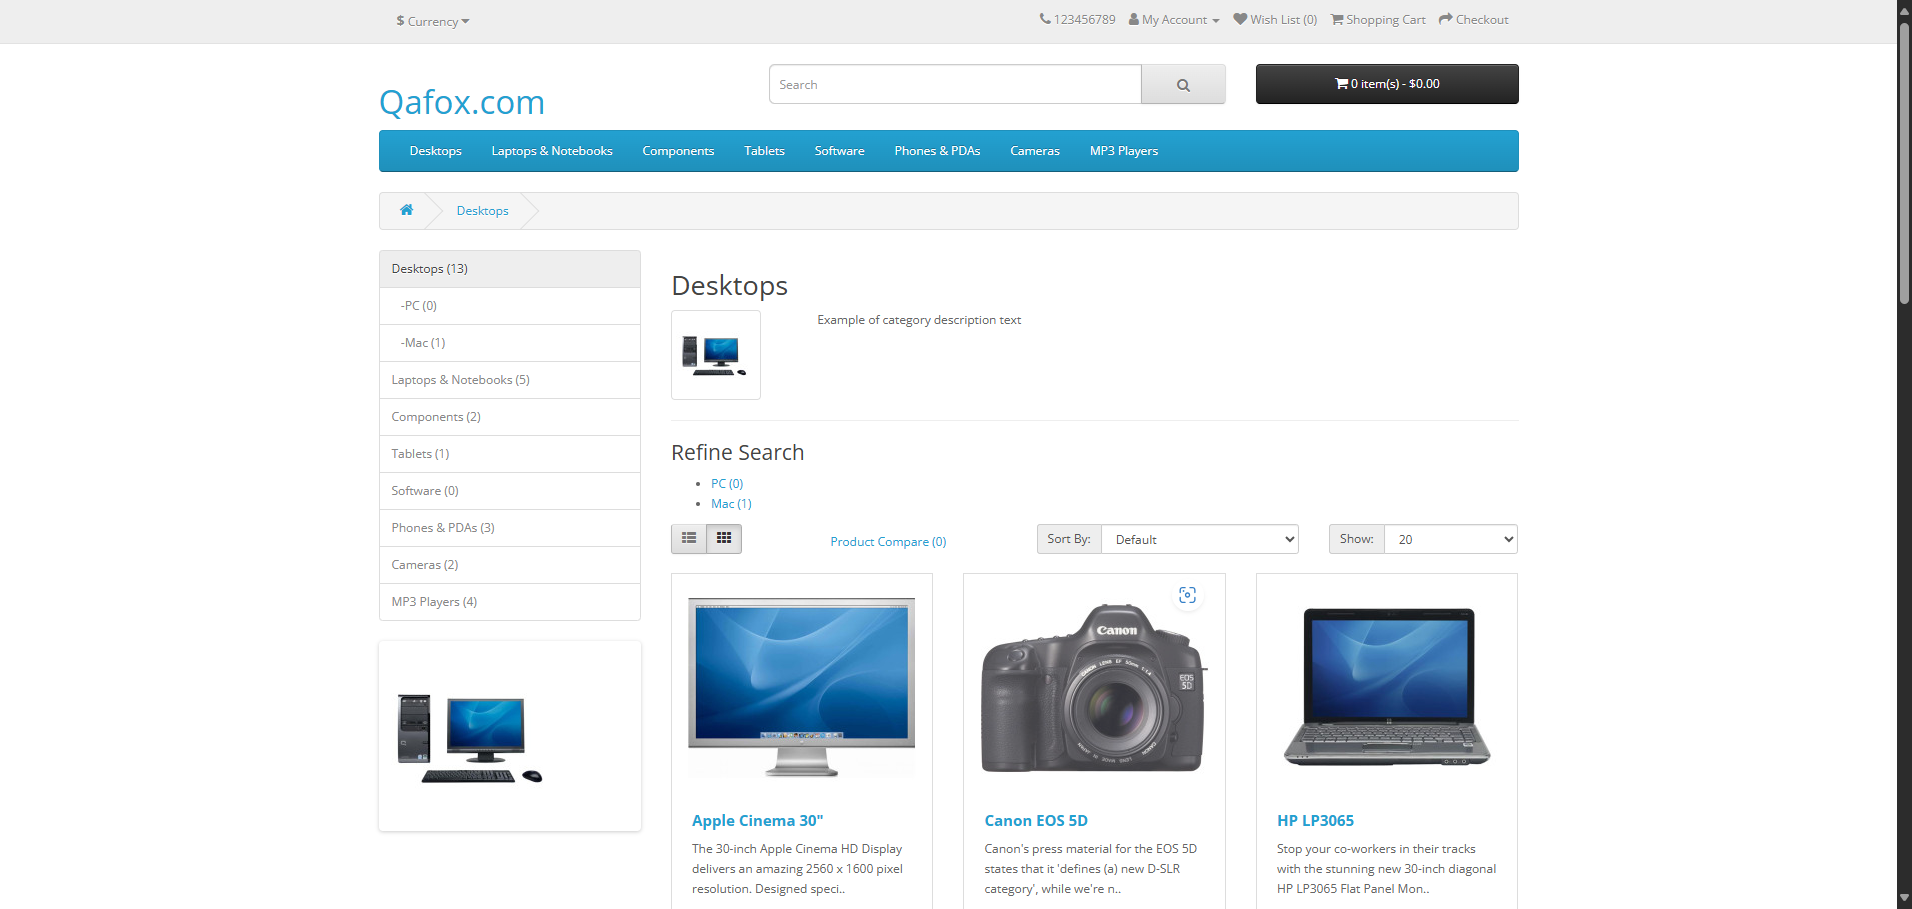 $ Currency
123456789 My Account Wish List (0) Shopping Cart Checkout
Qafox.com
Search
0 item(s) - $0.00
Desktops Laptops & Notebooks Components Tablets Software Phones & PDAs Cameras MP3 Players
Desktops
Desktops (13)
-PC (0)
-Mac (1)
Laptops & Notebooks (5)
Components (2)
Tablets (1)
Software (0)
Phones & PDAs (3)
Cameras (2)
MP3 Players (4)
Desktops
Example of category description text
Refine Search
PC (0)
Mac (1)
Product Compare (0)
Sort By: Default
Show: 20
Canon
EOS
5D
Apple Cinema 30"
The 30-inch Apple Cinema HD Display
delivers an amazing 2560 x 1600 pixel
resolution. Designed speci..
Canon EOS 5D
Canon's press material for the EOS 5D
states that it 'defines (a) new D-SLR
category', while we're n..
HP LP3065
Stop your co-workers in their tracks
with the stunning new 30-inch diagonal
HP LP3065 Flat Panel Mon..